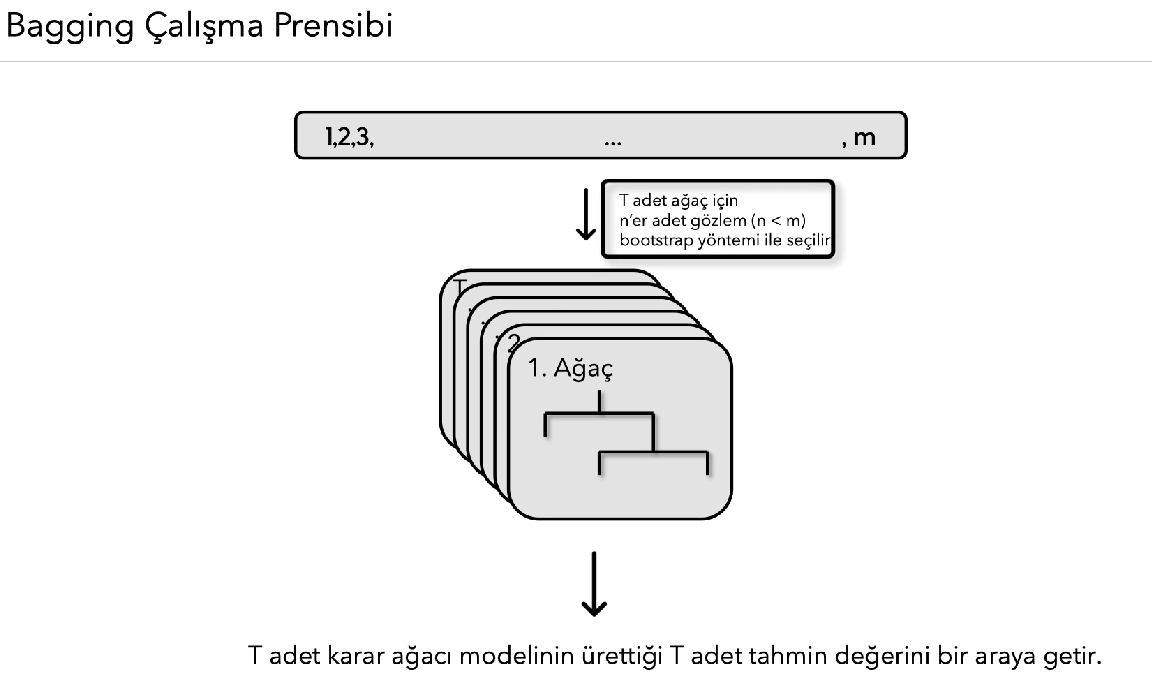 Bagging Çalışma Prensibi
1,2,3, ... , m
T adet ağaç için
n'er adet gözlem (n < m)
bootstrap yöntemi ile seçilir
T
2
1. Ağaç
T adet karar ağacı modelinin ürettiği T adet tahmin değerini bir araya getir.